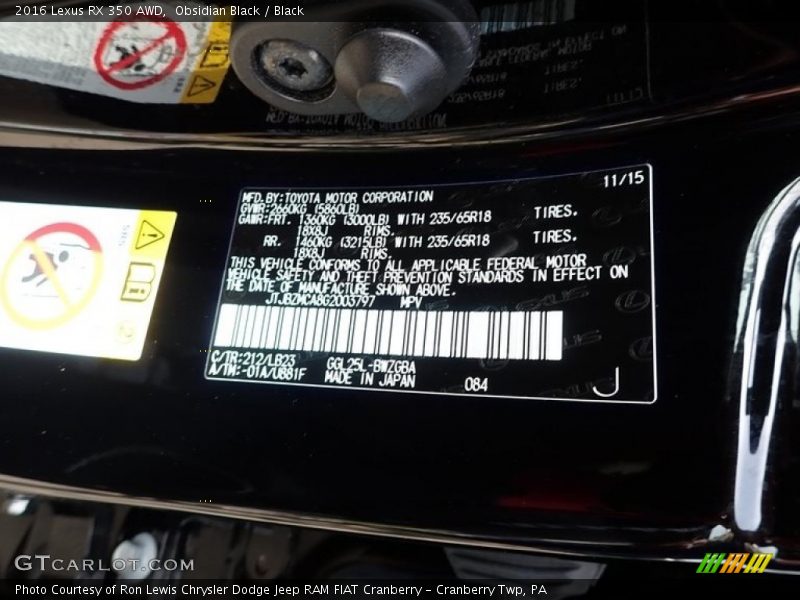 2016 Lexus RX 350 AWD,  Obsidian Black / Black
11/15
MFD.BY:TOYOTA MOTOR CORPORATION
GVWR:2660KG (5860LB)
GAWR:FRT. 1360KG (3000LB) WITH 235/65R18 TIRES.
18X8J RIMS.
RR. 1460KG (3215LB) WITH 235/65R18 TIRES.
18X8J RIMS.
THIS VEHICLE CONFORMS TO ALL APPLICABLE FEDERAL MOTOR
VEHICLE SAFETY AND THEFT PREVENTION STANDARDS IN EFFECT ON
THE DATE OF MANUFACTURE SHOWN ABOVE.
JTJBZMCA8G2003797 MPV
C/TR:212/LB23 GGL25L-BWZGBA
A/TM:-01A/UB81F MADE IN JAPAN 084 J
GTCARLOT.COM
Photo Courtesy of Ron Lewis Chrysler Dodge Jeep RAM FIAT Cranberry – Cranberry Twp, PA